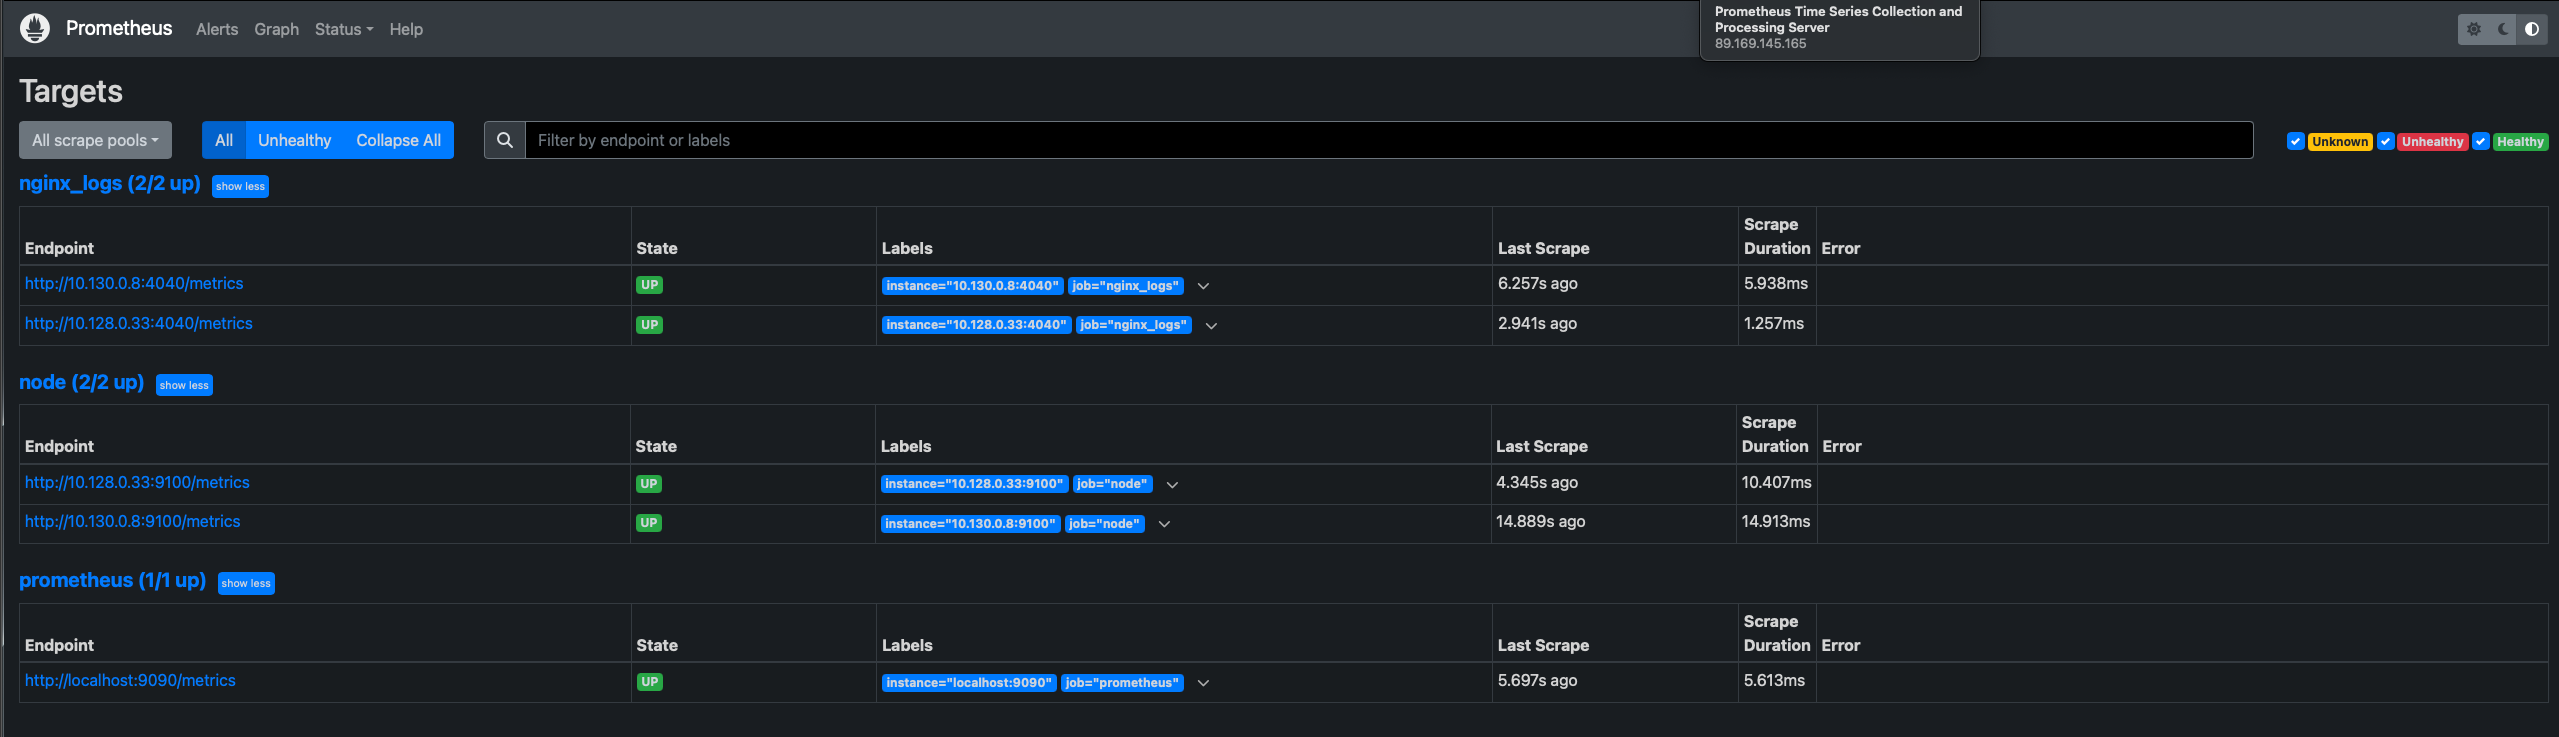 Prometheus Alerts Graph Status Help
Prometheus Time Series Collection and
Processing Server
89.169.145.165
Targets
All scrape pools
All Unhealthy Collapse All
Filter by endpoint or labels
Unknown Unhealthy Healthy
nginx_logs (2/2 up) show less
Endpoint State Labels Last Scrape Scrape Duration Error
http://10.130.0.8:4040/metrics UP instance="10.130.0.8:4040" job="nginx_logs" 6.257s ago 5.938ms
http://10.128.0.33:4040/metrics UP instance="10.128.0.33:4040" job="nginx_logs" 2.941s ago 1.257ms
node (2/2 up) show less
Endpoint State Labels Last Scrape Scrape Duration Error
http://10.128.0.33:9100/metrics UP instance="10.128.0.33:9100" job="node" 4.345s ago 10.407ms
http://10.130.0.8:9100/metrics UP instance="10.130.0.8:9100" job="node" 14.889s ago 14.913ms
prometheus (1/1 up) show less
Endpoint State Labels Last Scrape Scrape Duration Error
http://localhost:9090/metrics UP instance="localhost:9090" job="prometheus" 5.697s ago 5.613ms